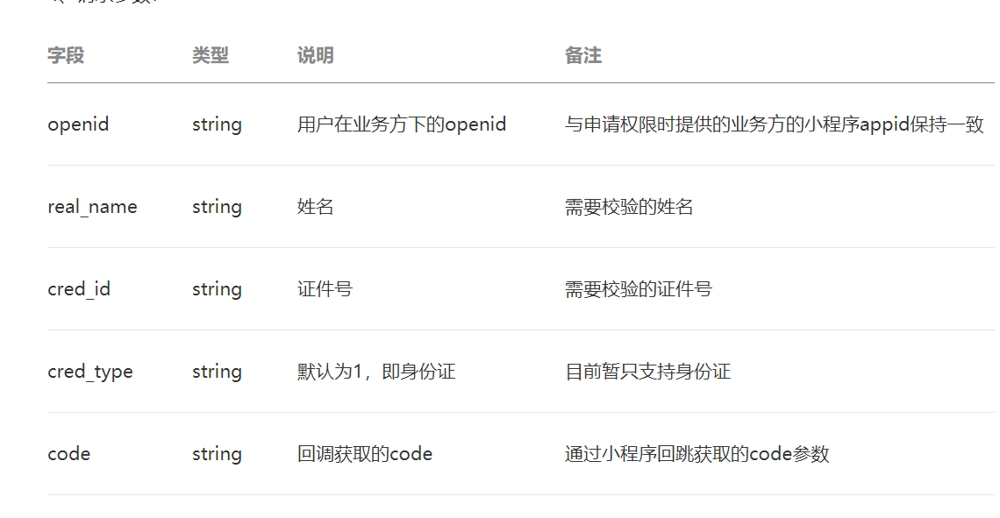 字段 类型 说明 备注
openid string 用户在业务方下的openid 与申请权限时提供的业务方的小程序appid保持一致
real_name string 姓名 需要校验的姓名
cred_id string 证件号 需要校验的证件号
cred_type string 默认为1，即身份证 目前暂只支持身份证
code string 回调获取的code 通过小程序回跳获取的code参数